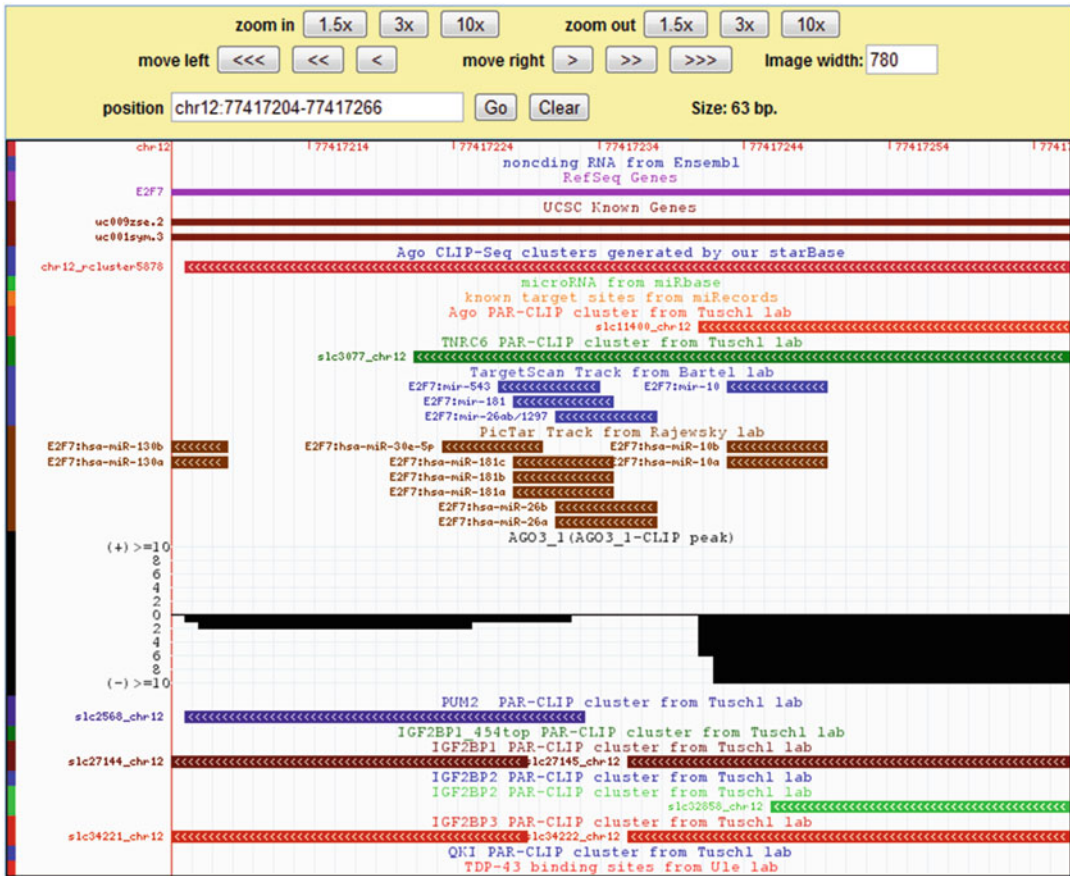 zoom in 1.5x 3x 10x zoom out 1.5x 3x 10x
move left <<< << < move right > >> >>> Image width: 780
position chr12:77417204-77417266 Go Clear Size: 63 bp.
chr12 77417214 77417224 77417234 77417244 77417254 77417
noncding RNA from Ensembl
RefSeq Genes
E2F7
UCSC Known Genes
uc009zse.2
uc001sym.3
Ago CLIP-Seq clusters generated by our starBase
chr12_rcluster5878
microRNA from miRbase
known target sites from miRecords
Ago PAR-CLIP cluster from Tuschl lab
slc11400_chr12
TNRC6 PAR-CLIP cluster from Tuschl lab
slc3077_chr12
TargetScan Track from Bartel lab
E2F7:mir-543 E2F7:mir-10
E2F7:mir-181
E2F7:mir-26ab/1297
PicTar Track from Rajewsky lab
E2F7:hsa-miR-130b E2F7:hsa-miR-30e-5p E2F7:hsa-miR-10b
E2F7:hsa-miR-130a E2F7:hsa-miR-181c E2F7:hsa-miR-10a
E2F7:hsa-miR-181b
E2F7:hsa-miR-181a
E2F7:hsa-miR-26b
E2F7:hsa-miR-26a
AGO3_1(AGO3_1-CLIP peak)
(+) >=10
8
6
4
2
0
2
4
6
8
(-) >=10
PUM2 PAR-CLIP cluster from Tuschl lab
slc2568_chr12
IGF2BP1_454top PAR-CLIP cluster from Tuschl lab
IGF2BP1 PAR-CLIP cluster from Tuschl lab
slc27144_chr12 slc27145_chr12
IGF2BP2 PAR-CLIP cluster from Tuschl lab
IGF2BP2 PAR-CLIP cluster from Tuschl lab
slc32858_chr12
IGF2BP3 PAR-CLIP cluster from Tuschl lab
slc34221_chr12 slc34222_chr12
QKI PAR-CLIP cluster from Tuschl lab
TDP-43 binding sites from Ule lab